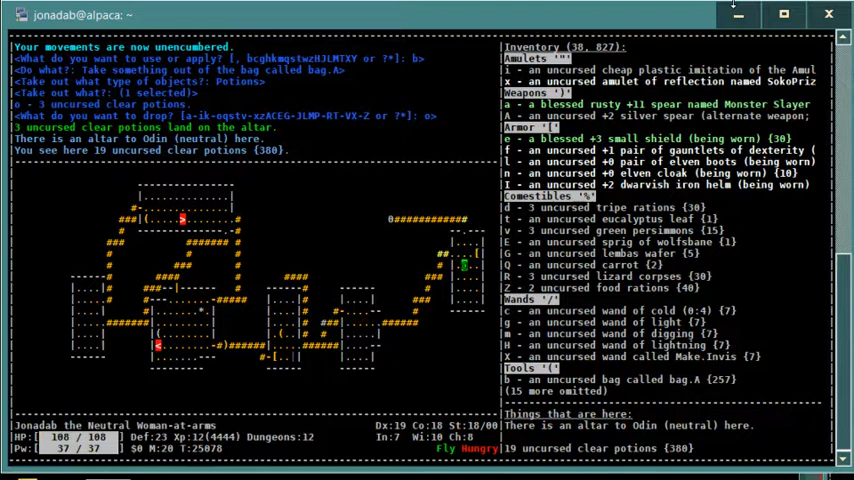 jonadab@alpaca: ~
Your movements are now unencumbered.
<What do you want to use or apply? [, bcghkmqstwzHJLMTXY or ?*]: b>
<Do what?: Take something out of the bag called bag.A>
<Take out what type of objects?: Potions>
<Take out what?: (1 selected)>
o - 3 uncursed clear potions.
<What do you want to drop? [a-ik-oqstv-xzACEG-JLMP-RT-VX-Z or ?*]: o>
3 uncursed clear potions land on the altar.
There is an altar to Odin (neutral) here.
You see here 19 uncursed clear potions {380}.
Jonadab the Neutral Woman-at-arms
Dx:19 Co:18 St:18/00
HP:[ 108 / 108 ] Def:23 Xp:12(4444) Dungeons:12
In:7 Wi:10 Ch:8
Pw:[ 37 / 37 ] $0 M:20 T:25078
Fly Hungry
Inventory (38, 827):
Amulets '"'
i - an uncursed cheap plastic imitation of the Amul
x - an uncursed amulet of reflection named SokoPriz
Weapons ')'
a - a blessed rusty +11 spear named Monster Slayer
A - an uncursed +2 silver spear (alternate weapon;
Armor '['
e - a blessed +3 small shield (being worn) {30}
f - an uncursed +1 pair of gauntlets of dexterity (
l - an uncursed +0 pair of elven boots (being worn)
n - an uncursed +0 elven cloak (being worn) {10}
I - an uncursed +2 dwarvish iron helm (being worn)
Comestibles '%'
d - 3 uncursed tripe rations {30}
t - an uncursed eucalyptus leaf {1}
v - 3 uncursed green persimmons {15}
E - an uncursed sprig of wolfsbane {1}
G - an uncursed lembas wafer {5}
Q - an uncursed carrot {2}
R - 3 uncursed lizard corpses {30}
Z - 2 uncursed food rations {40}
Wands '/'
c - an uncursed wand of cold (0:4) {7}
g - an uncursed wand of light {7}
m - an uncursed wand of digging {7}
H - an uncursed wand of lightning {7}
X - an uncursed wand called Make.Invis {7}
Tools '('
b - an uncursed bag called bag.A {257}
(15 more omitted)
Things that are here:
There is an altar to Odin (neutral) here.
19 uncursed clear potions {380}